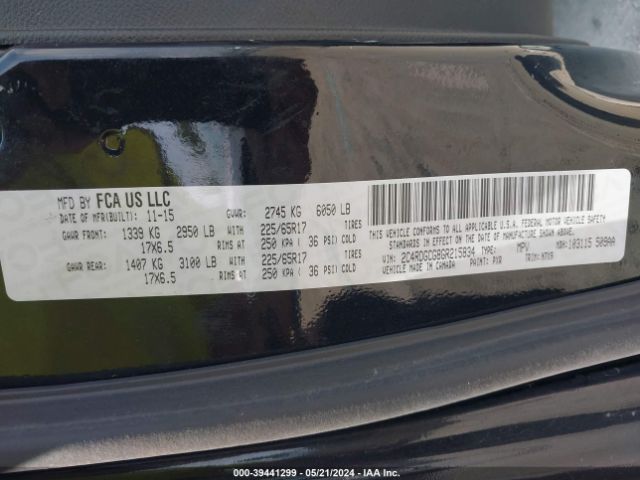 MFD BY FCA US LLC
DATE OF MFR(BUILT): 11-15 GVWR: 2745 KG 6050 LB
GAWR FRONT: 1339 KG 2950 LB WITH 225/65R17 TIRES
17X6.5 RIMS AT 250 KPA ( 36 PSI) COLD
GAWR REAR: 1407 KG 3100 LB WITH 225/65R17 TIRES
17X6.5 RIMS AT 250 KPA ( 36 PSI) COLD
THIS VEHICLE CONFORMS TO ALL APPLICABLE U.S.A. FEDERAL MOTOR VEHICLE SAFETY
STANDARDS IN EFFECT ON THE DATE OF MANUFACTURE SHOWN ABOVE.
VIN: 2C4RDGCG8GR215834 TYPE: MPV MDH: 103115 509AA
VEHICLE MADE IN CANADA PAINT: PXR TRIM:
000-39441299 — 05/21/2024 — IAA Inc.